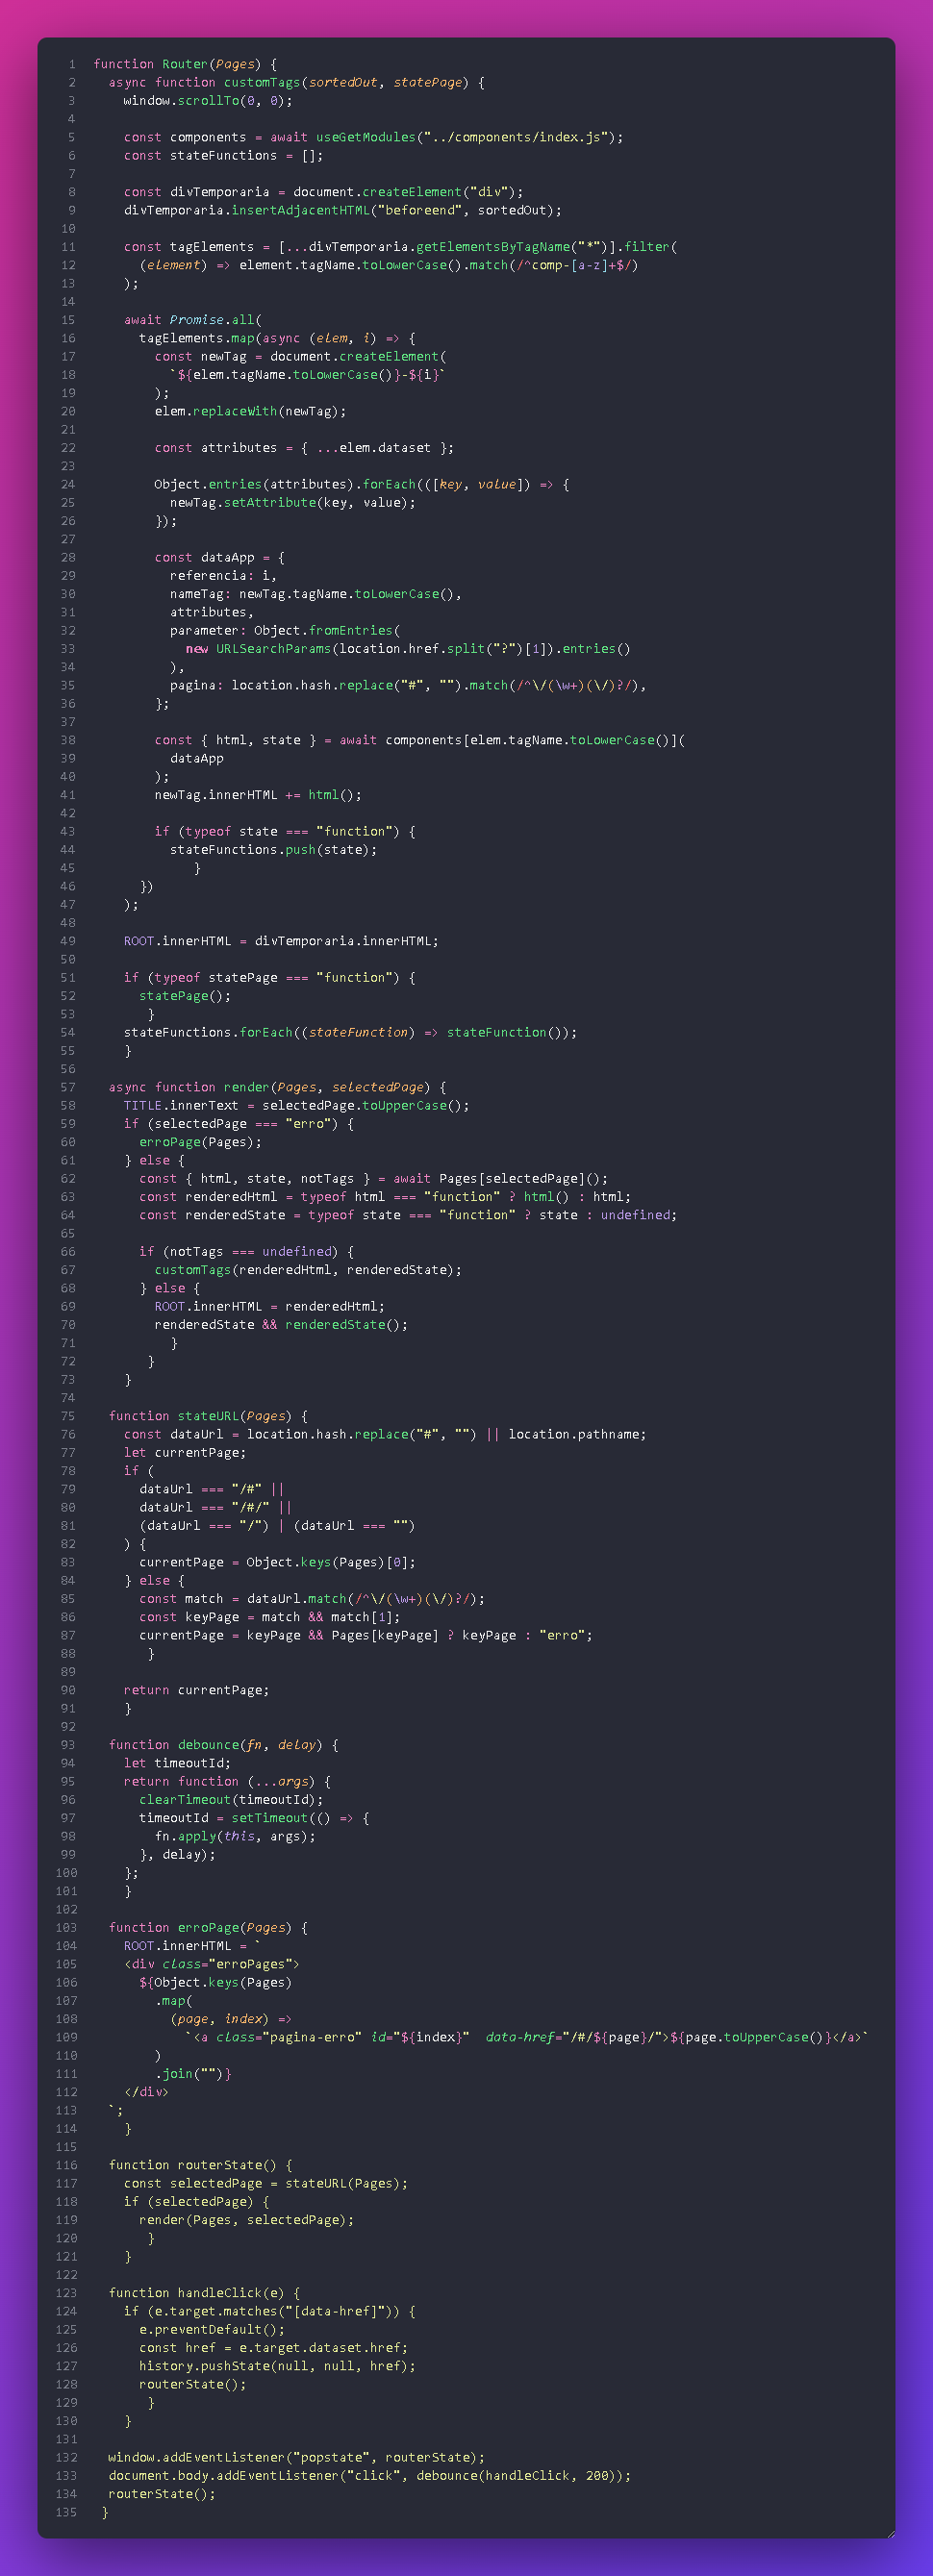 1 function Router(Pages) {
2 async function customTags(sortedOut, statePage) {
3 window.scrollTo(0, 0);
4
5 const components = await useGetModules("../components/index.js");
6 const stateFunctions = [];
7
8 const divTemporaria = document.createElement("div");
9 divTemporaria.insertAdjacentHTML("beforeend", sortedOut);
10
11 const tagElements = [...divTemporaria.getElementsByTagName("*")].filter(
12 (element) => element.tagName.toLowerCase().match(/^comp-[a-z]+$/)
13 );
14
15 await Promise.all(
16 tagElements.map(async (elem, i) => {
17 const newTag = document.createElement(
18 `${elem.tagName.toLowerCase()}-${i}`
19 );
20 elem.replaceWith(newTag);
21
22 const attributes = { ...elem.dataset };
23
24 Object.entries(attributes).forEach(([key, value]) => {
25 newTag.setAttribute(key, value);
26 });
27
28 const dataApp = {
29 referencia: i,
30 nameTag: newTag.tagName.toLowerCase(),
31 attributes,
32 parameter: Object.fromEntries(
33 new URLSearchParams(location.href.split("?")[1]).entries()
34 ),
35 pagina: location.hash.replace("#", "").match(/^\/(\w+)(\/)?/),
36 };
37
38 const { html, state } = await components[elem.tagName.toLowerCase()](
39 dataApp
40 );
41 newTag.innerHTML += html();
42
43 if (typeof state === "function") {
44 stateFunctions.push(state);
45 }
46 })
47 );
48
49 ROOT.innerHTML = divTemporaria.innerHTML;
50
51 if (typeof statePage === "function") {
52 statePage();
53 }
54 stateFunctions.forEach((stateFunction) => stateFunction());
55 }
56
57 async function render(Pages, selectedPage) {
58 TITLE.innerText = selectedPage.toUpperCase();
59 if (selectedPage === "erro") {
60 erroPage(Pages);
61 } else {
62 const { html, state, notTags } = await Pages[selectedPage]();
63 const renderedHtml = typeof html === "function" ? html() : html;
64 const renderedState = typeof state === "function" ? state : undefined;
65
66 if (notTags === undefined) {
67 customTags(renderedHtml, renderedState);
68 } else {
69 ROOT.innerHTML = renderedHtml;
70 renderedState && renderedState();
71 }
72 }
73 }
74
75 function stateURL(Pages) {
76 const dataUrl = location.hash.replace("#", "") || location.pathname;
77 let currentPage;
78 if (
79 dataUrl === "/#" ||
80 dataUrl === "/#/" ||
81 (dataUrl === "/") | (dataUrl === "")
82 ) {
83 currentPage = Object.keys(Pages)[0];
84 } else {
85 const match = dataUrl.match(/^\/(\w+)(\/)?/);
86 const keyPage = match && match[1];
87 currentPage = keyPage && Pages[keyPage] ? keyPage : "erro";
88 }
89
90 return currentPage;
91 }
92
93 function debounce(fn, delay) {
94 let timeoutId;
95 return function (...args) {
96 clearTimeout(timeoutId);
97 timeoutId = setTimeout(() => {
98 fn.apply(this, args);
99 }, delay);
100 };
101 }
102
103 function erroPage(Pages) {
104 ROOT.innerHTML = `
105 <div class="erroPages">
106 ${Object.keys(Pages)
107 .map(
108 (page, index) =>
109 `<a class="pagina-erro" id="${index}"  data-href="/#/${page}/">${page.toUpperCase()}</a>`
110 )
111 .join("")}
112 </div>
113 `;
114 }
115
116 function routerState() {
117 const selectedPage = stateURL(Pages);
118 if (selectedPage) {
119 render(Pages, selectedPage);
120 }
121 }
122
123 function handleClick(e) {
124 if (e.target.matches("[data-href]")) {
125 e.preventDefault();
126 const href = e.target.dataset.href;
127 history.pushState(null, null, href);
128 routerState();
129 }
130 }
131
132 window.addEventListener("popstate", routerState);
133 document.body.addEventListener("click", debounce(handleClick, 200));
134 routerState();
135 }